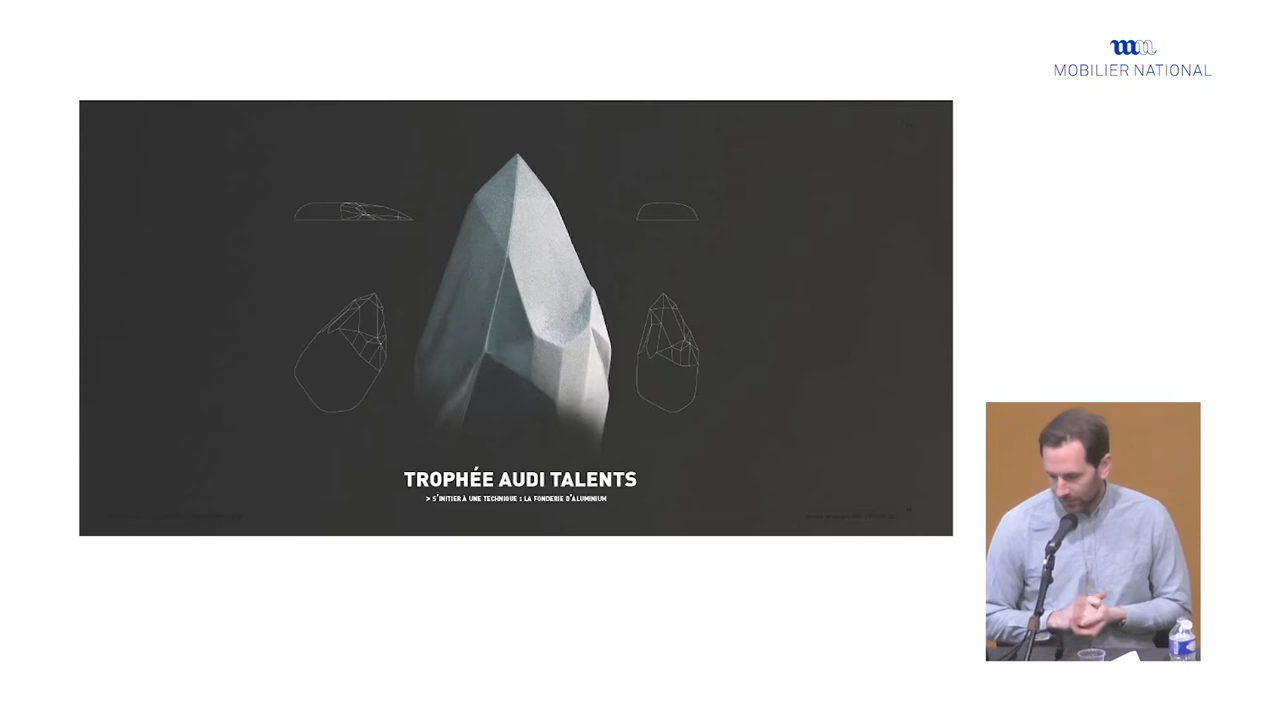 MOBILIER NATIONAL
TROPHÉE AUDI TALENTS
> S'INITIER À UNE TECHNIQUE : LA FONDERIE D'ALUMINIUM